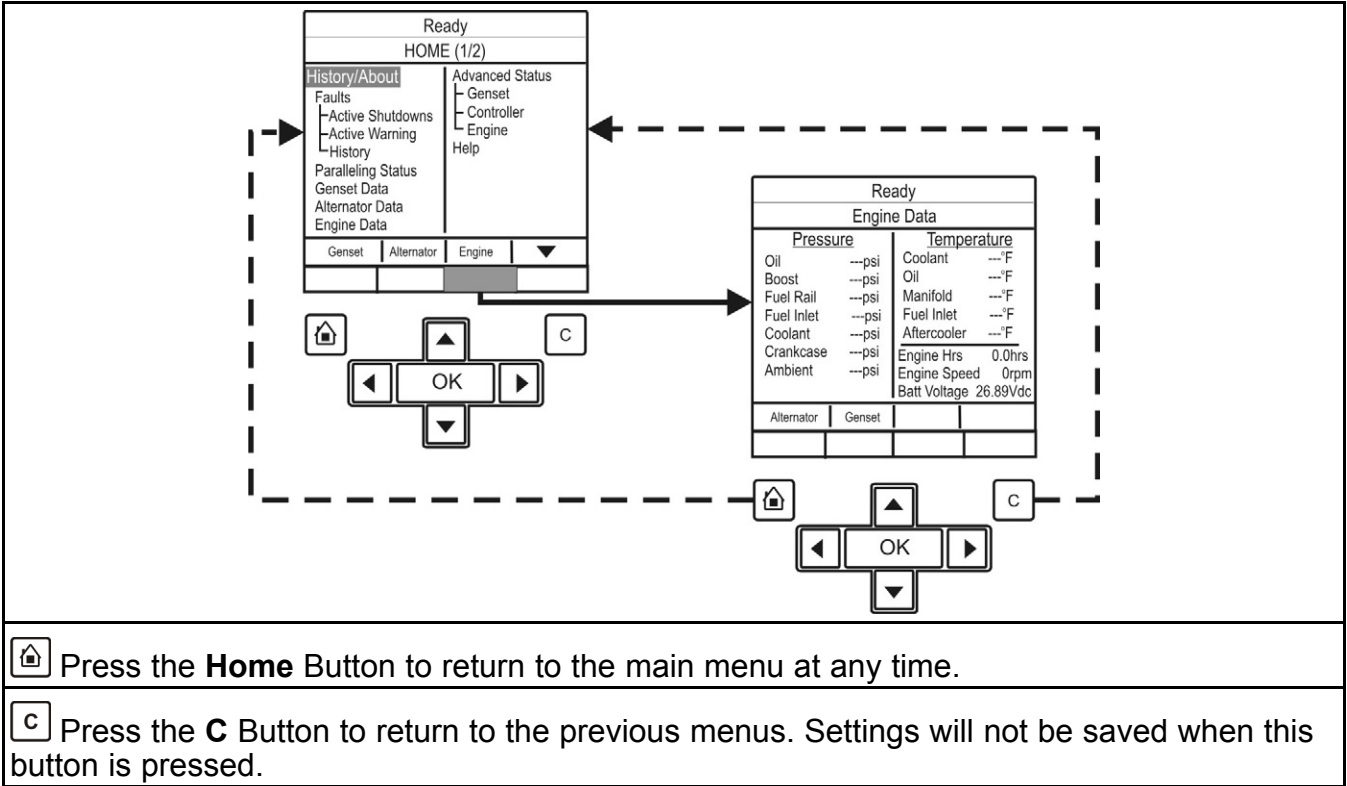 Ready
HOME (1/2)
History/About
Faults
Active Shutdowns
Active Warning
History
Paralleling Status
Genset Data
Alternator Data
Engine Data
Advanced Status
Genset
Controller
Engine
Help
Genset Alternator Engine
C
OK
Ready
Engine Data
Pressure
Oil ---psi
Boost ---psi
Fuel Rail ---psi
Fuel Inlet ---psi
Coolant ---psi
Crankcase ---psi
Ambient ---psi
Temperature
Coolant ---°F
Oil ---°F
Manifold ---°F
Fuel Inlet ---°F
Aftercooler ---°F
Engine Hrs 0.0hrs
Engine Speed 0rpm
Batt Voltage 26.89Vdc
Alternator Genset
C
OK
Press the Home Button to return to the main menu at any time.
C Press the C Button to return to the previous menus. Settings will not be saved when this
button is pressed.